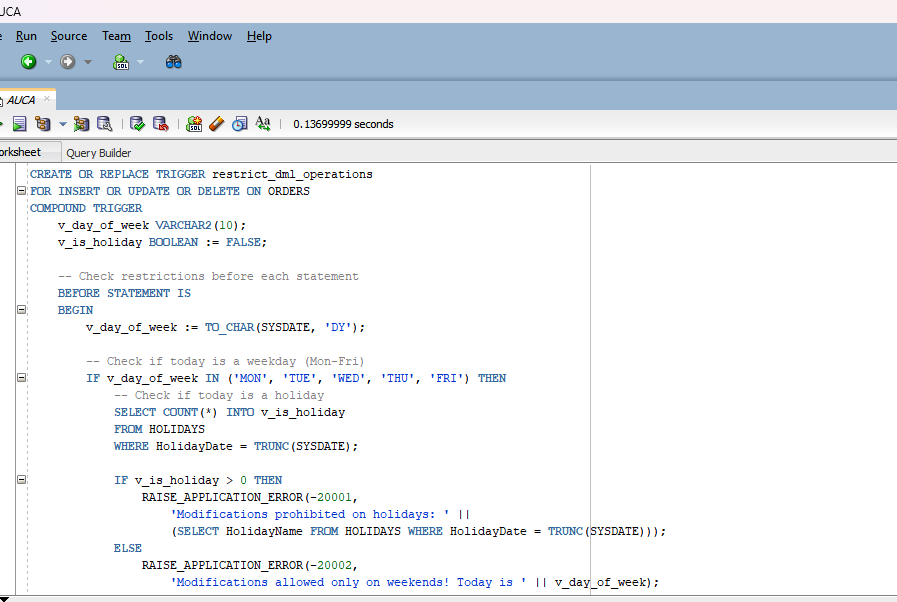 UCA
Run Source Team Tools Window Help
AUCA
0.13699999 seconds
orksheet Query Builder
CREATE OR REPLACE TRIGGER restrict_dml_operations
FOR INSERT OR UPDATE OR DELETE ON ORDERS
COMPOUND TRIGGER
    v_day_of_week VARCHAR2(10);
    v_is_holiday BOOLEAN := FALSE;
    -- Check restrictions before each statement
    BEFORE STATEMENT IS
    BEGIN
        v_day_of_week := TO_CHAR(SYSDATE, 'DY');
        -- Check if today is a weekday (Mon-Fri)
        IF v_day_of_week IN ('MON', 'TUE', 'WED', 'THU', 'FRI') THEN
            -- Check if today is a holiday
            SELECT COUNT(*) INTO v_is_holiday
            FROM HOLIDAYS
            WHERE HolidayDate = TRUNC(SYSDATE);
            IF v_is_holiday > 0 THEN
                RAISE_APPLICATION_ERROR(-20001,
                    'Modifications prohibited on holidays: ' ||
                    (SELECT HolidayName FROM HOLIDAYS WHERE HolidayDate = TRUNC(SYSDATE)));
            ELSE
                RAISE_APPLICATION_ERROR(-20002,
                    'Modifications allowed only on weekends! Today is ' || v_day_of_week);